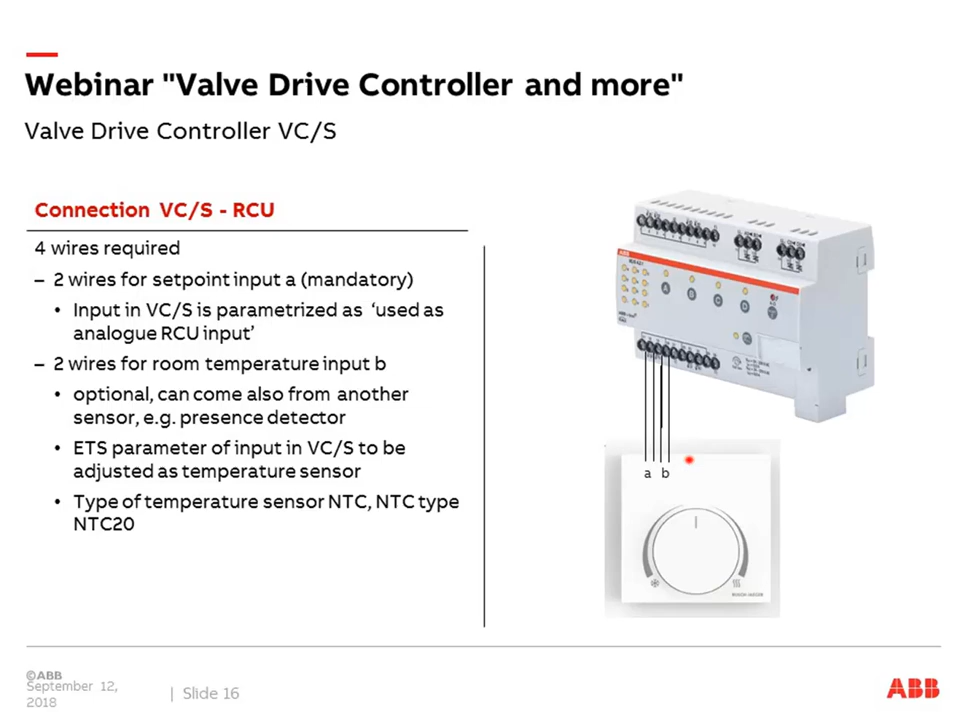 Webinar "Valve Drive Controller and more"
Valve Drive Controller VC/S
Connection VC/S - RCU
4 wires required
– 2 wires for setpoint input a (mandatory)
• Input in VC/S is parametrized as ‘used as
analogue RCU input’
– 2 wires for room temperature input b
• optional, can come also from another
sensor, e.g. presence detector
• ETS parameter of input in VC/S to be
adjusted as temperature sensor
• Type of temperature sensor NTC, NTC type
NTC20
ABB
A B C D
a b
BUSCH-JAEGER
©ABB
September 12,
2018
| Slide 16
ABB